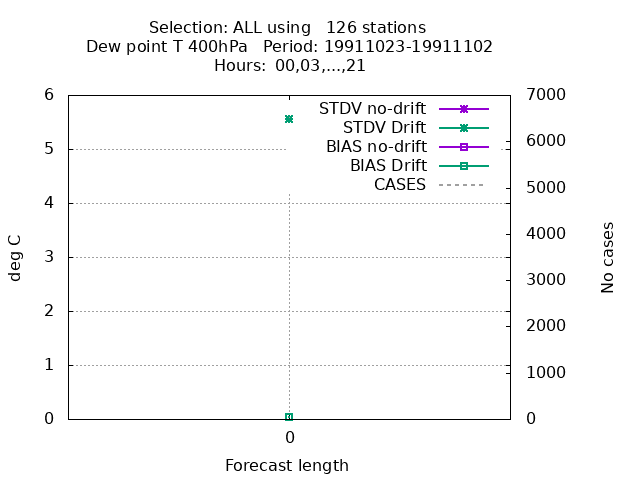 Selection: ALL using   126 stations
Dew point T 400hPa   Period: 19911023-19911102
Hours: 00,03,...,21
6
5
4
3
2
1
0
7000
6000
5000
4000
3000
2000
1000
0
STDV no-drift
STDV Drift
BIAS no-drift
BIAS Drift
CASES
deg C
No cases
0
Forecast length